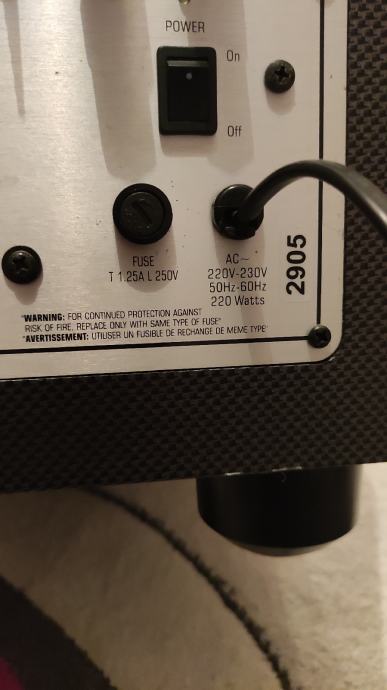 POWER
On
Off
FUSE
T 1.25A L 250V
AC~
220V-230V
50Hz-60Hz
220 Watts
2905
"WARNING: FOR CONTINUED PROTECTION AGAINST
RISK OF FIRE, REPLACE ONLY WITH SAME TYPE OF FUSE"
"AVERTISSEMENT: UTILISER UN FUSIBLE DE RECHANGE DE MEME TYPE"